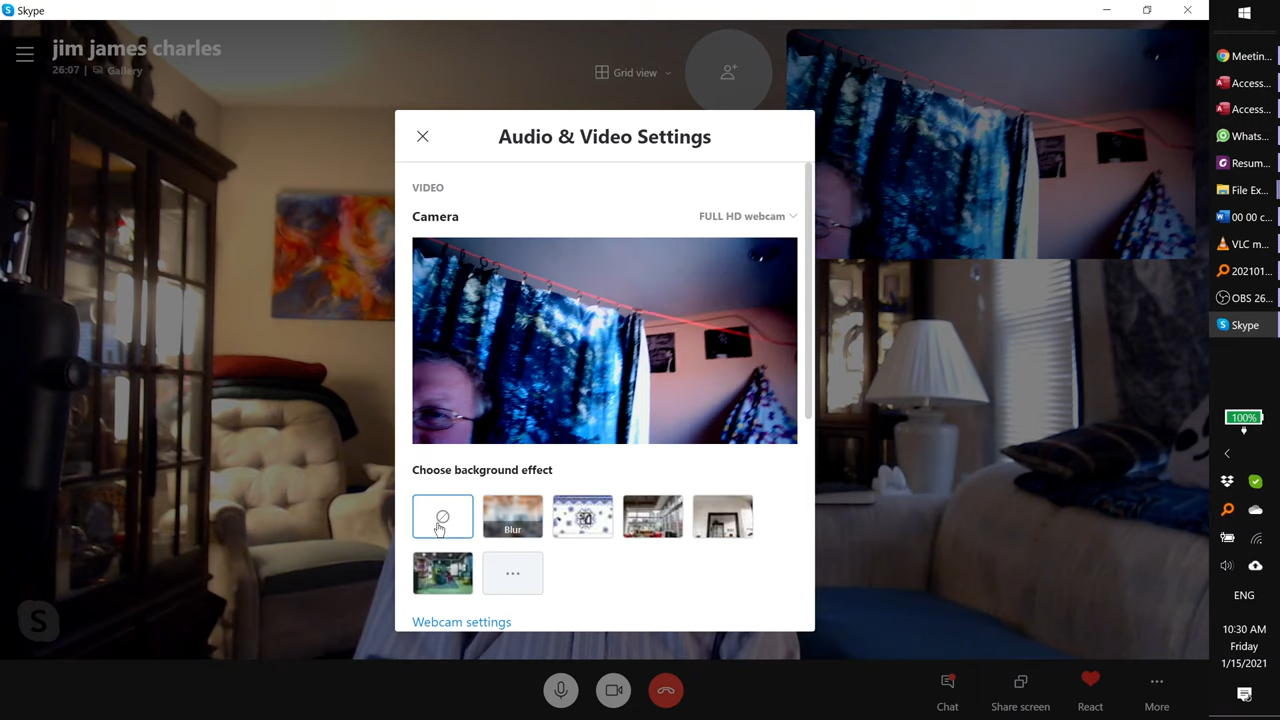 Skype
jim james charles
26:07 | Gallery
Grid view
Audio & Video Settings
VIDEO
Camera
FULL HD webcam
Choose background effect
Blur
Webcam settings
Chat
Share screen
React
More
Meetin...
Access...
Access...
Whats...
Resum...
File Ex...
00 00 c...
VLC m...
202101...
OBS 26...
Skype
100%
ENG
10:30 AM
Friday
1/15/2021